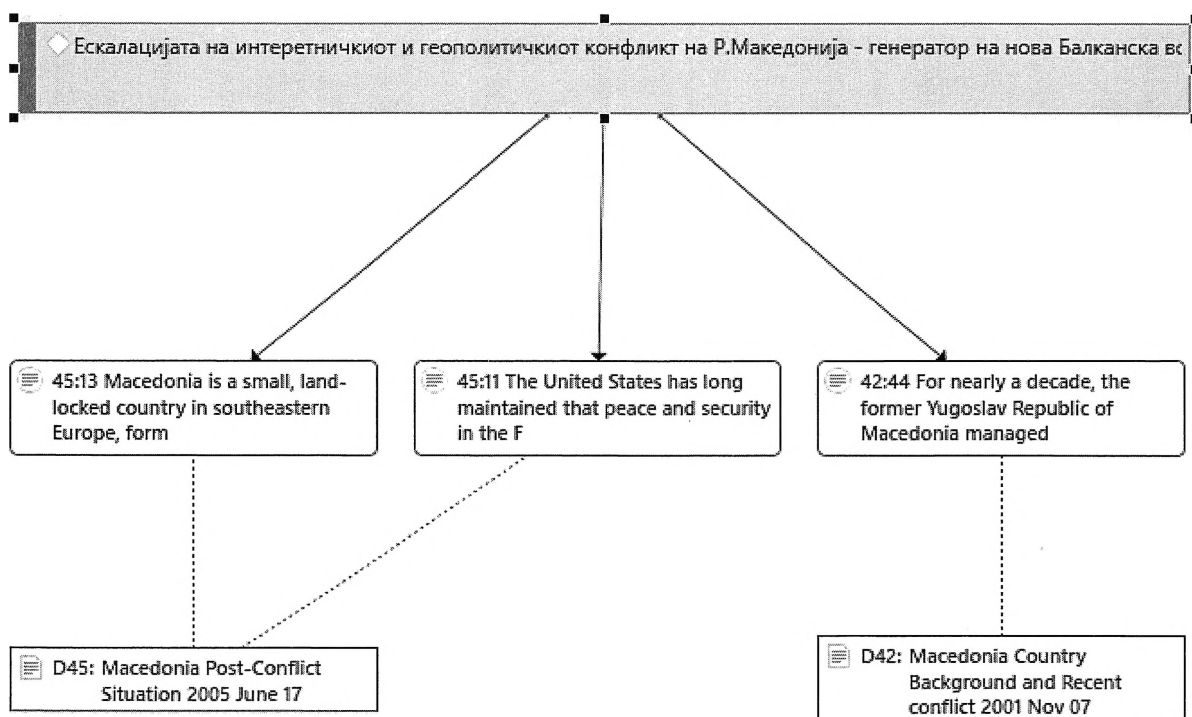 Ескалацијата на интеретничкиот и геополитичкиот конфликт на Р.Македонија - генератор на нова Балканска вс
45:13 Macedonia is a small, land-
locked country in southeastern
Europe, form
45:11 The United States has long
maintained that peace and security
in the F
42:44 For nearly a decade, the
former Yugoslav Republic of
Macedonia managed
D45: Macedonia Post-Conflict
Situation 2005 June 17
D42: Macedonia Country
Background and Recent
conflict 2001 Nov 07